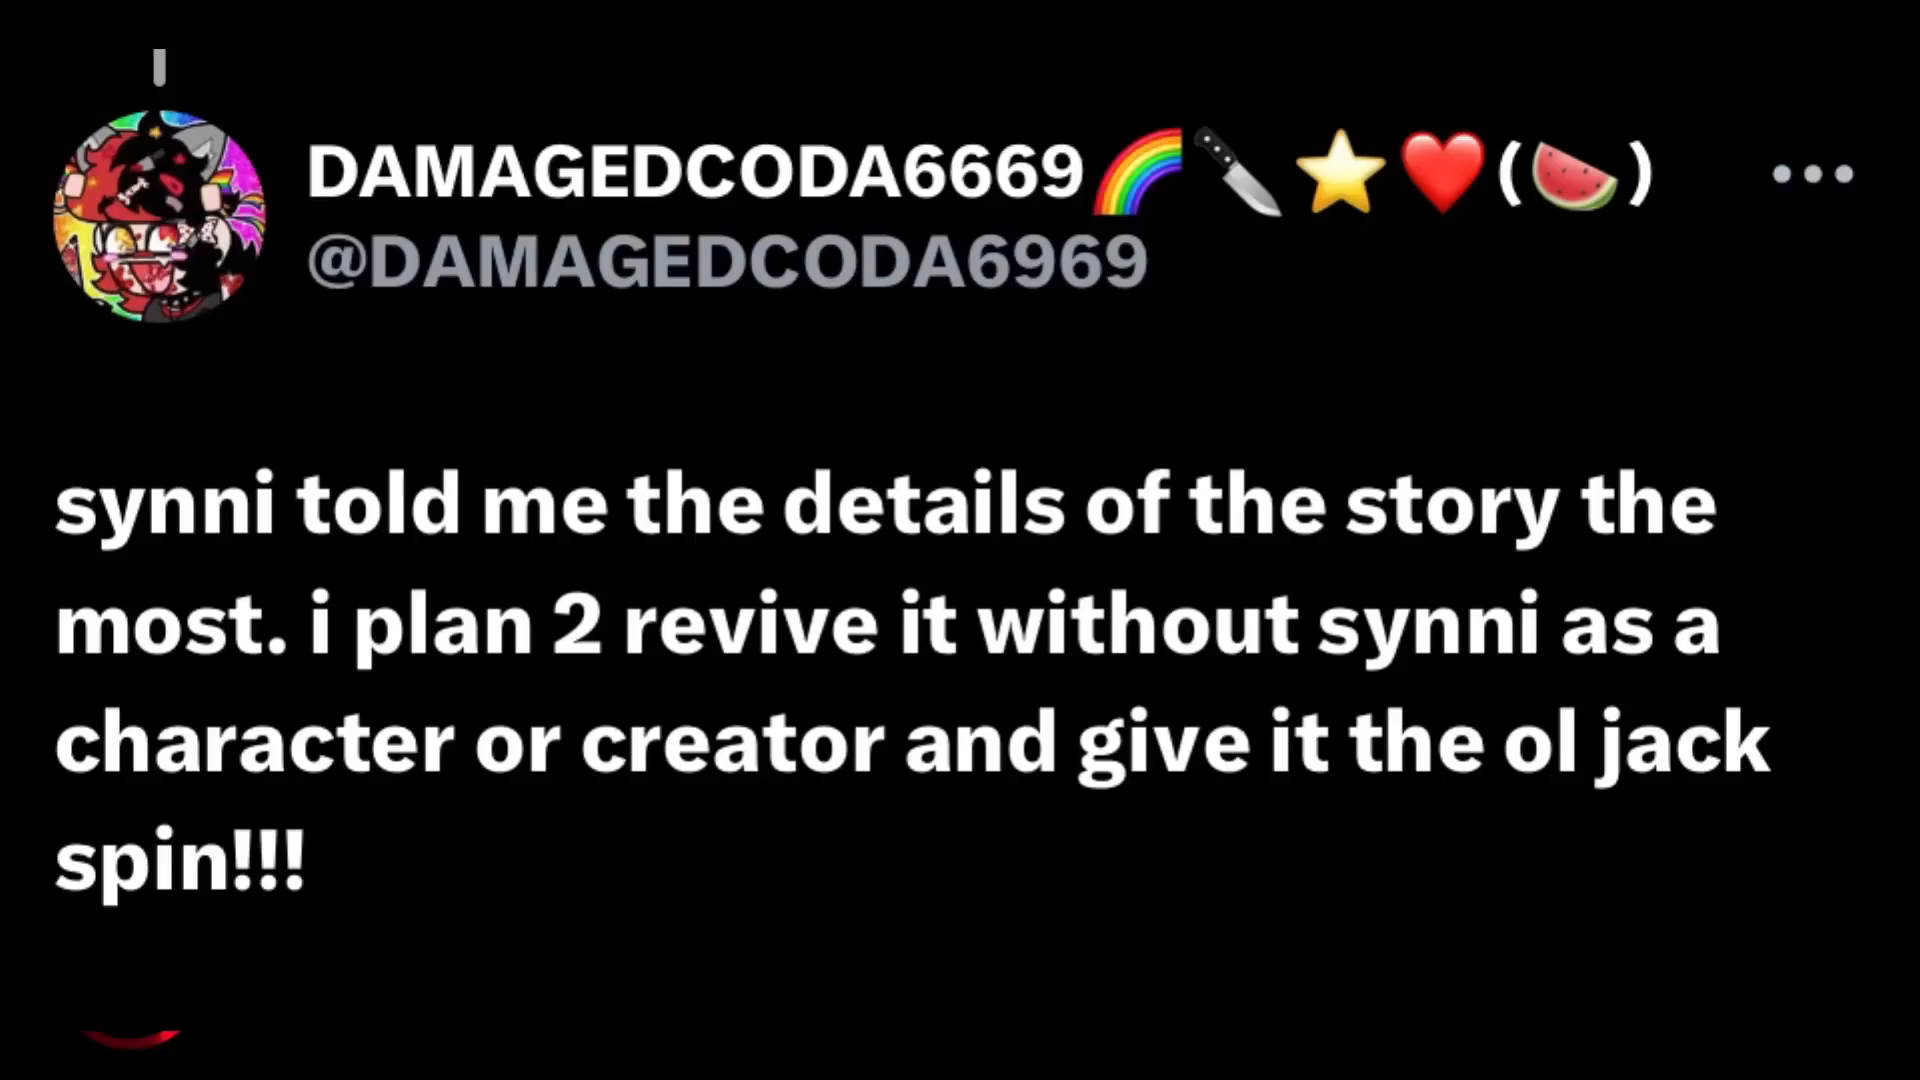 DAMAGEDCODA6669🌈🔪⭐❤️(🍉)
@DAMAGEDCODA6969
synni told me the details of the story the
most. i plan 2 revive it without synni as a
character or creator and give it the ol jack
spin!!!